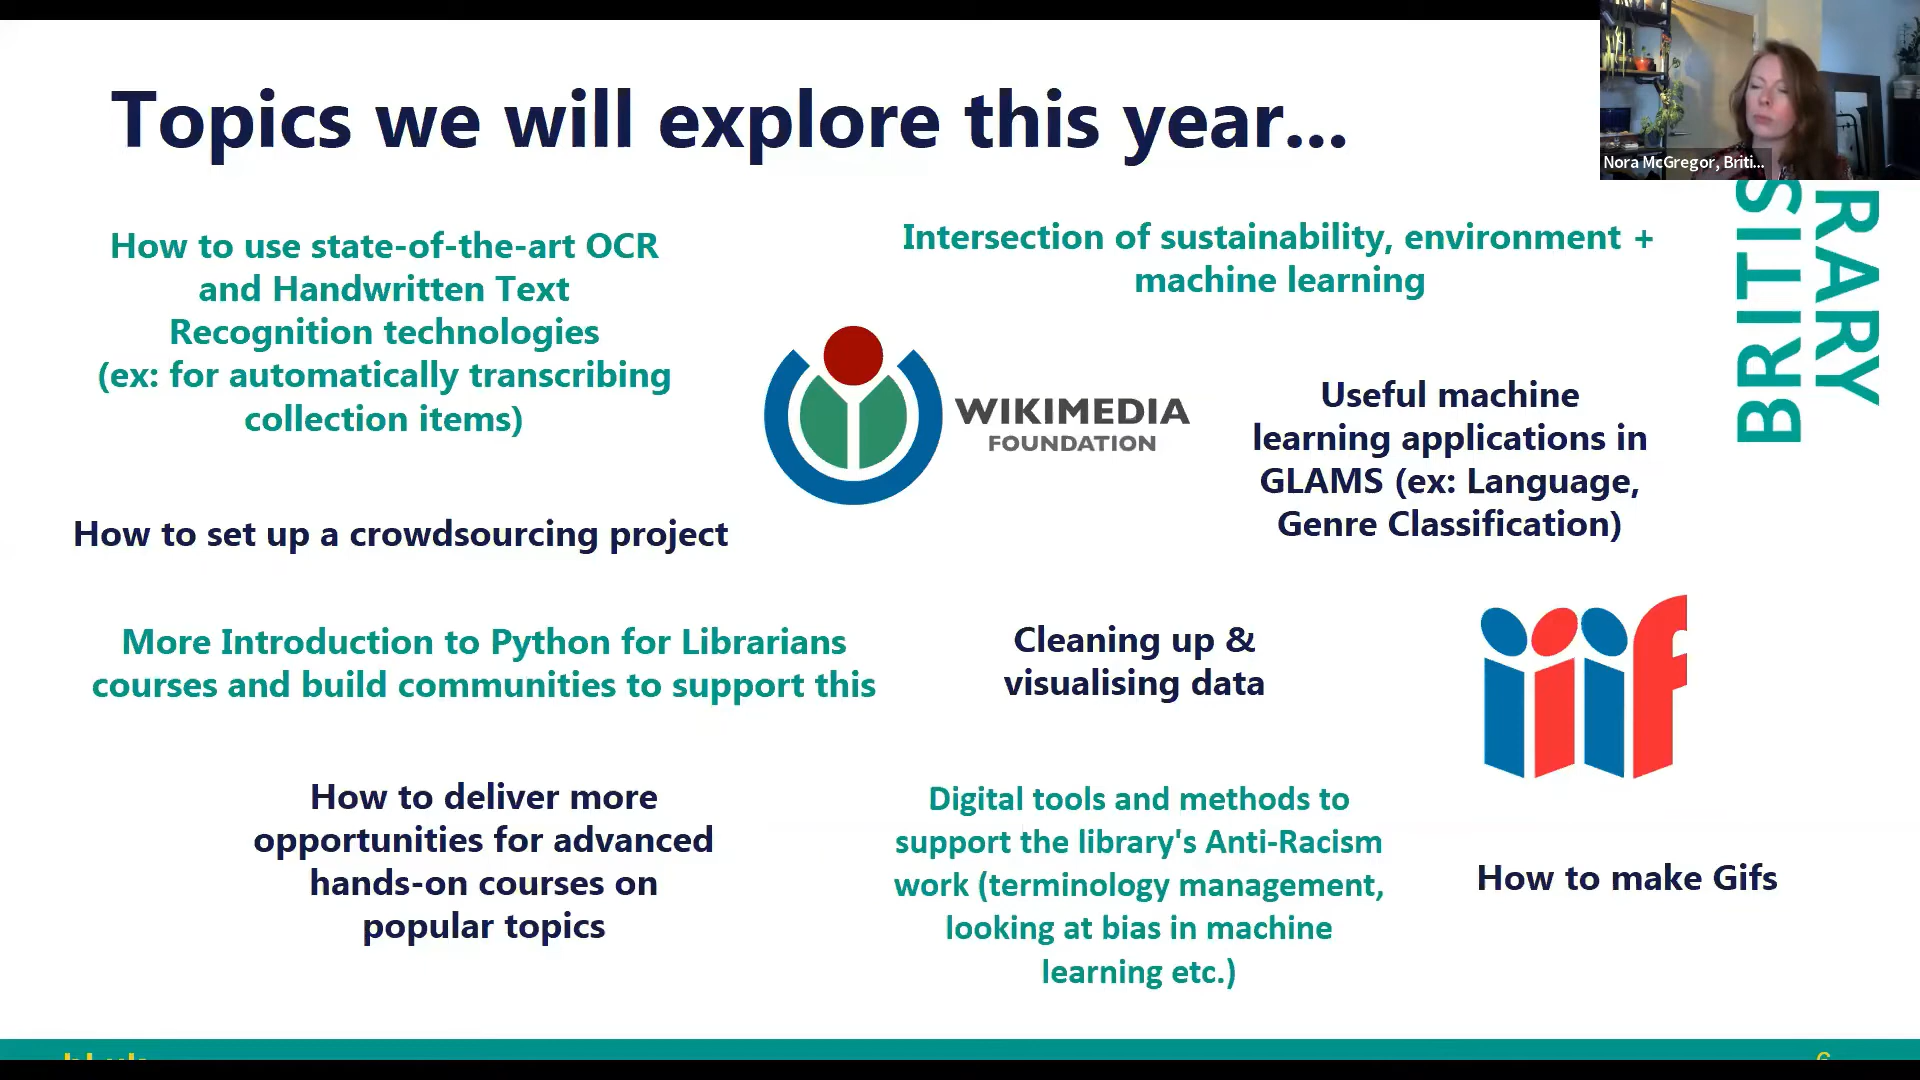 Topics we will explore this year...
Nora McGregor, Briti...
How to use state-of-the-art OCR
and Handwritten Text
Recognition technologies
(ex: for automatically transcribing
collection items)
Intersection of sustainability, environment +
machine learning
BRITIS
RARY
WIKIMEDIA
FOUNDATION
Useful machine
learning applications in
GLAMS (ex: Language,
Genre Classification)
How to set up a crowdsourcing project
More Introduction to Python for Librarians
courses and build communities to support this
Cleaning up &
visualising data
iiif
How to deliver more
opportunities for advanced
hands-on courses on
popular topics
Digital tools and methods to
support the library's Anti-Racism
work (terminology management,
looking at bias in machine
learning etc.)
How to make Gifs